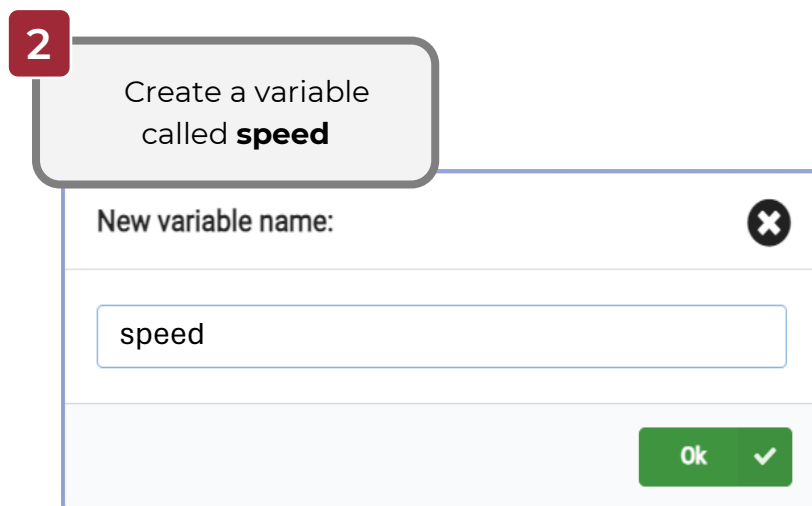 2
Create a variable
called speed
New variable name:
speed
Ok